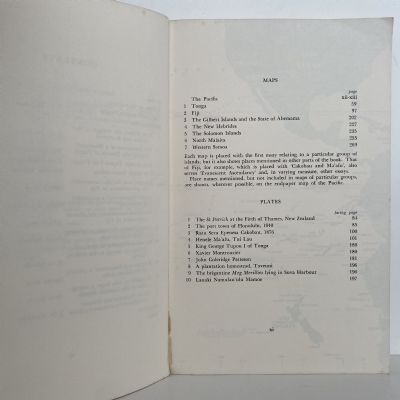 MAPS
page
The Pacific xii-xiii
1 Tonga 59
2 Fiji 97
3 The Gilbert Islands and the State of Abemama 202
4 The New Hebrides 227
5 The Solomon Islands 235
6 North Malaita 255
7 Western Samoa 269
Each map is placed with the first essay relating to a particular group of
islands, but it also shows places mentioned in other parts of the book. That
of Fiji, for example, which is placed with 'Cakobau and Ma'afu', also
serves 'Evanescent Ascendancy' and, in varying measure, other essays.
Place names mentioned, but not included in maps of particular groups,
are shown, wherever possible, on the endpaper map of the Pacific.
PLATES
facing page
1 The St Patrick at the Firth of Thames, New Zealand 84
2 The port town of Honolulu, 1840 85
3 Ratu Seru Epenesa Cakobau, 1876 100
4 Henele Ma'afu, Tui Lau 101
5 King George Tupou I of Tonga 180
6 Xavier Montrouzier 180
7 John Coleridge Patteson 181
8 A plantation homestead, Taveuni 196
9 The brigantine Meg Merrilies lying in Suva Harbour 196
10 Lauaki Namulau'ulu Mamoe 197
xi